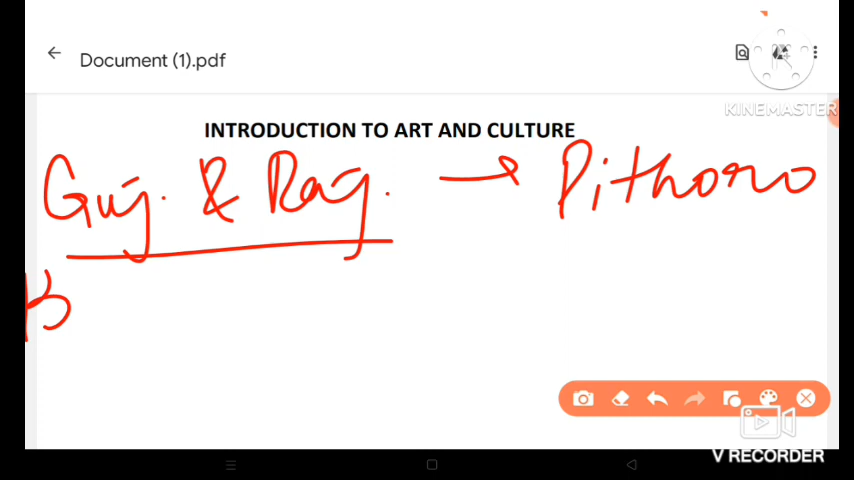 Document (1).pdf
KINEMASTER
INTRODUCTION TO ART AND CULTURE
Guj. & Raj. → Pithoro
B
V RECORDER